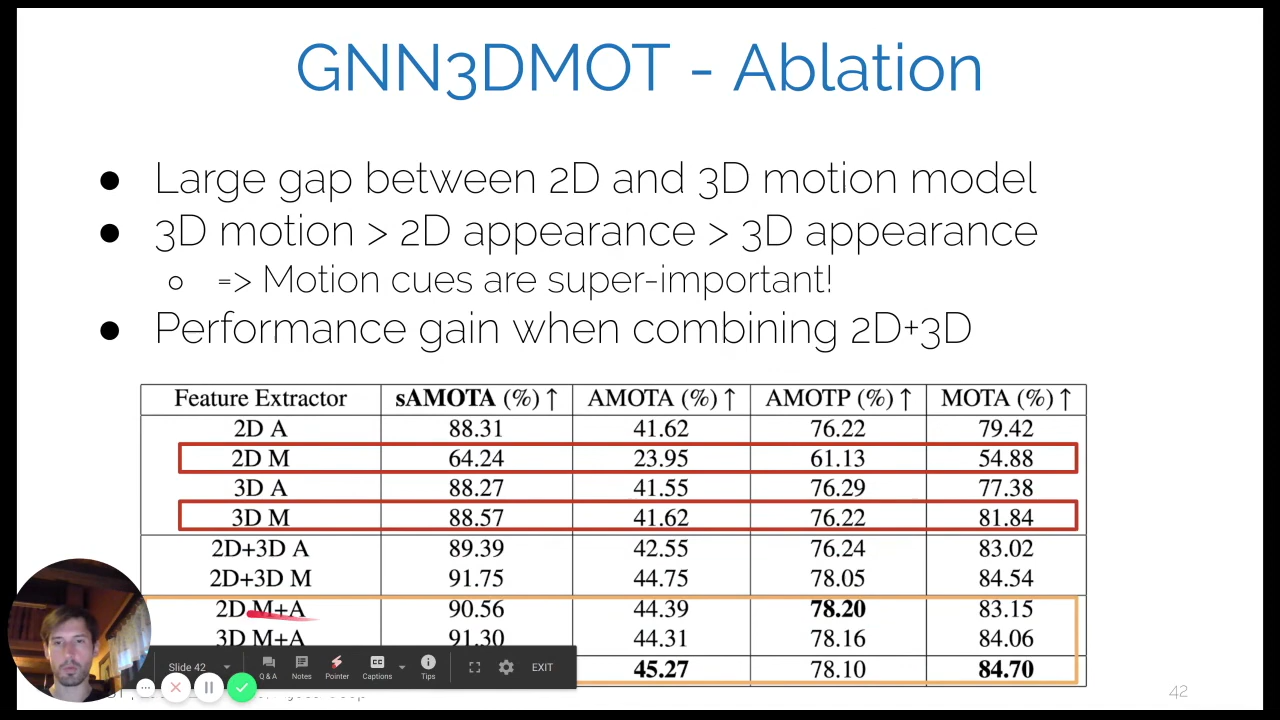 GNN3DMOT - Ablation
● Large gap between 2D and 3D motion model
● 3D motion > 2D appearance > 3D appearance
○ => Motion cues are super-important!
● Performance gain when combining 2D+3D
Feature Extractor sAMOTA (%) ↑ AMOTA (%) ↑ AMOTP (%) ↑ MOTA (%) ↑
2D A 88.31 41.62 76.22 79.42
2D M 64.24 23.95 61.13 54.88
3D A 88.27 41.55 76.29 77.38
3D M 88.57 41.62 76.22 81.84
2D+3D A 89.39 42.55 76.24 83.02
2D+3D M 91.75 44.75 78.05 84.54
2D M+A 90.56 44.39 78.20 83.15
3D M+A 91.30 44.31 78.16 84.06
45.27 78.10 84.70
Slide 42 Q & A Notes Pointer Captions Tips EXIT
42